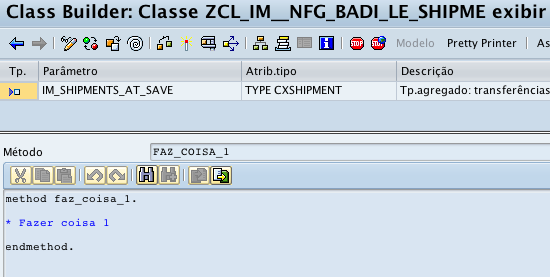 Class Builder: Classe ZCL_IM__NFG_BADI_LE_SHIPME exibir
Modelo Pretty Printer As
Tp. Parâmetro Atrib.tipo Descrição
IM_SHIPMENTS_AT_SAVE TYPE CXSHIPMENT Tp.agregado: transferências
Método FAZ_COISA_1
method faz_coisa_1.
* Fazer coisa 1
endmethod.